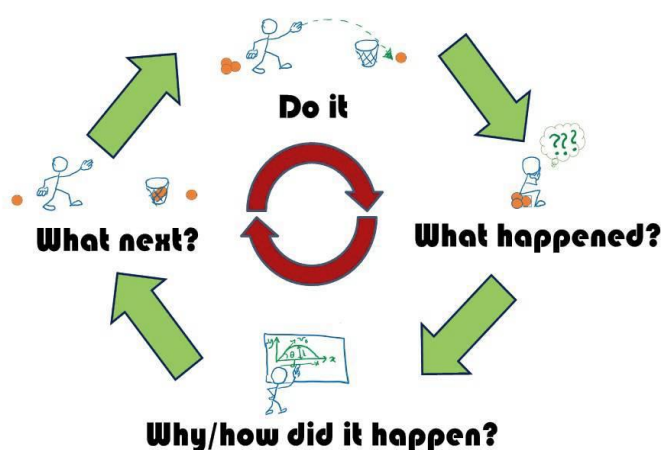 Do it
???
What happened?
y
x
θ
Why/how did it happen?
What next?